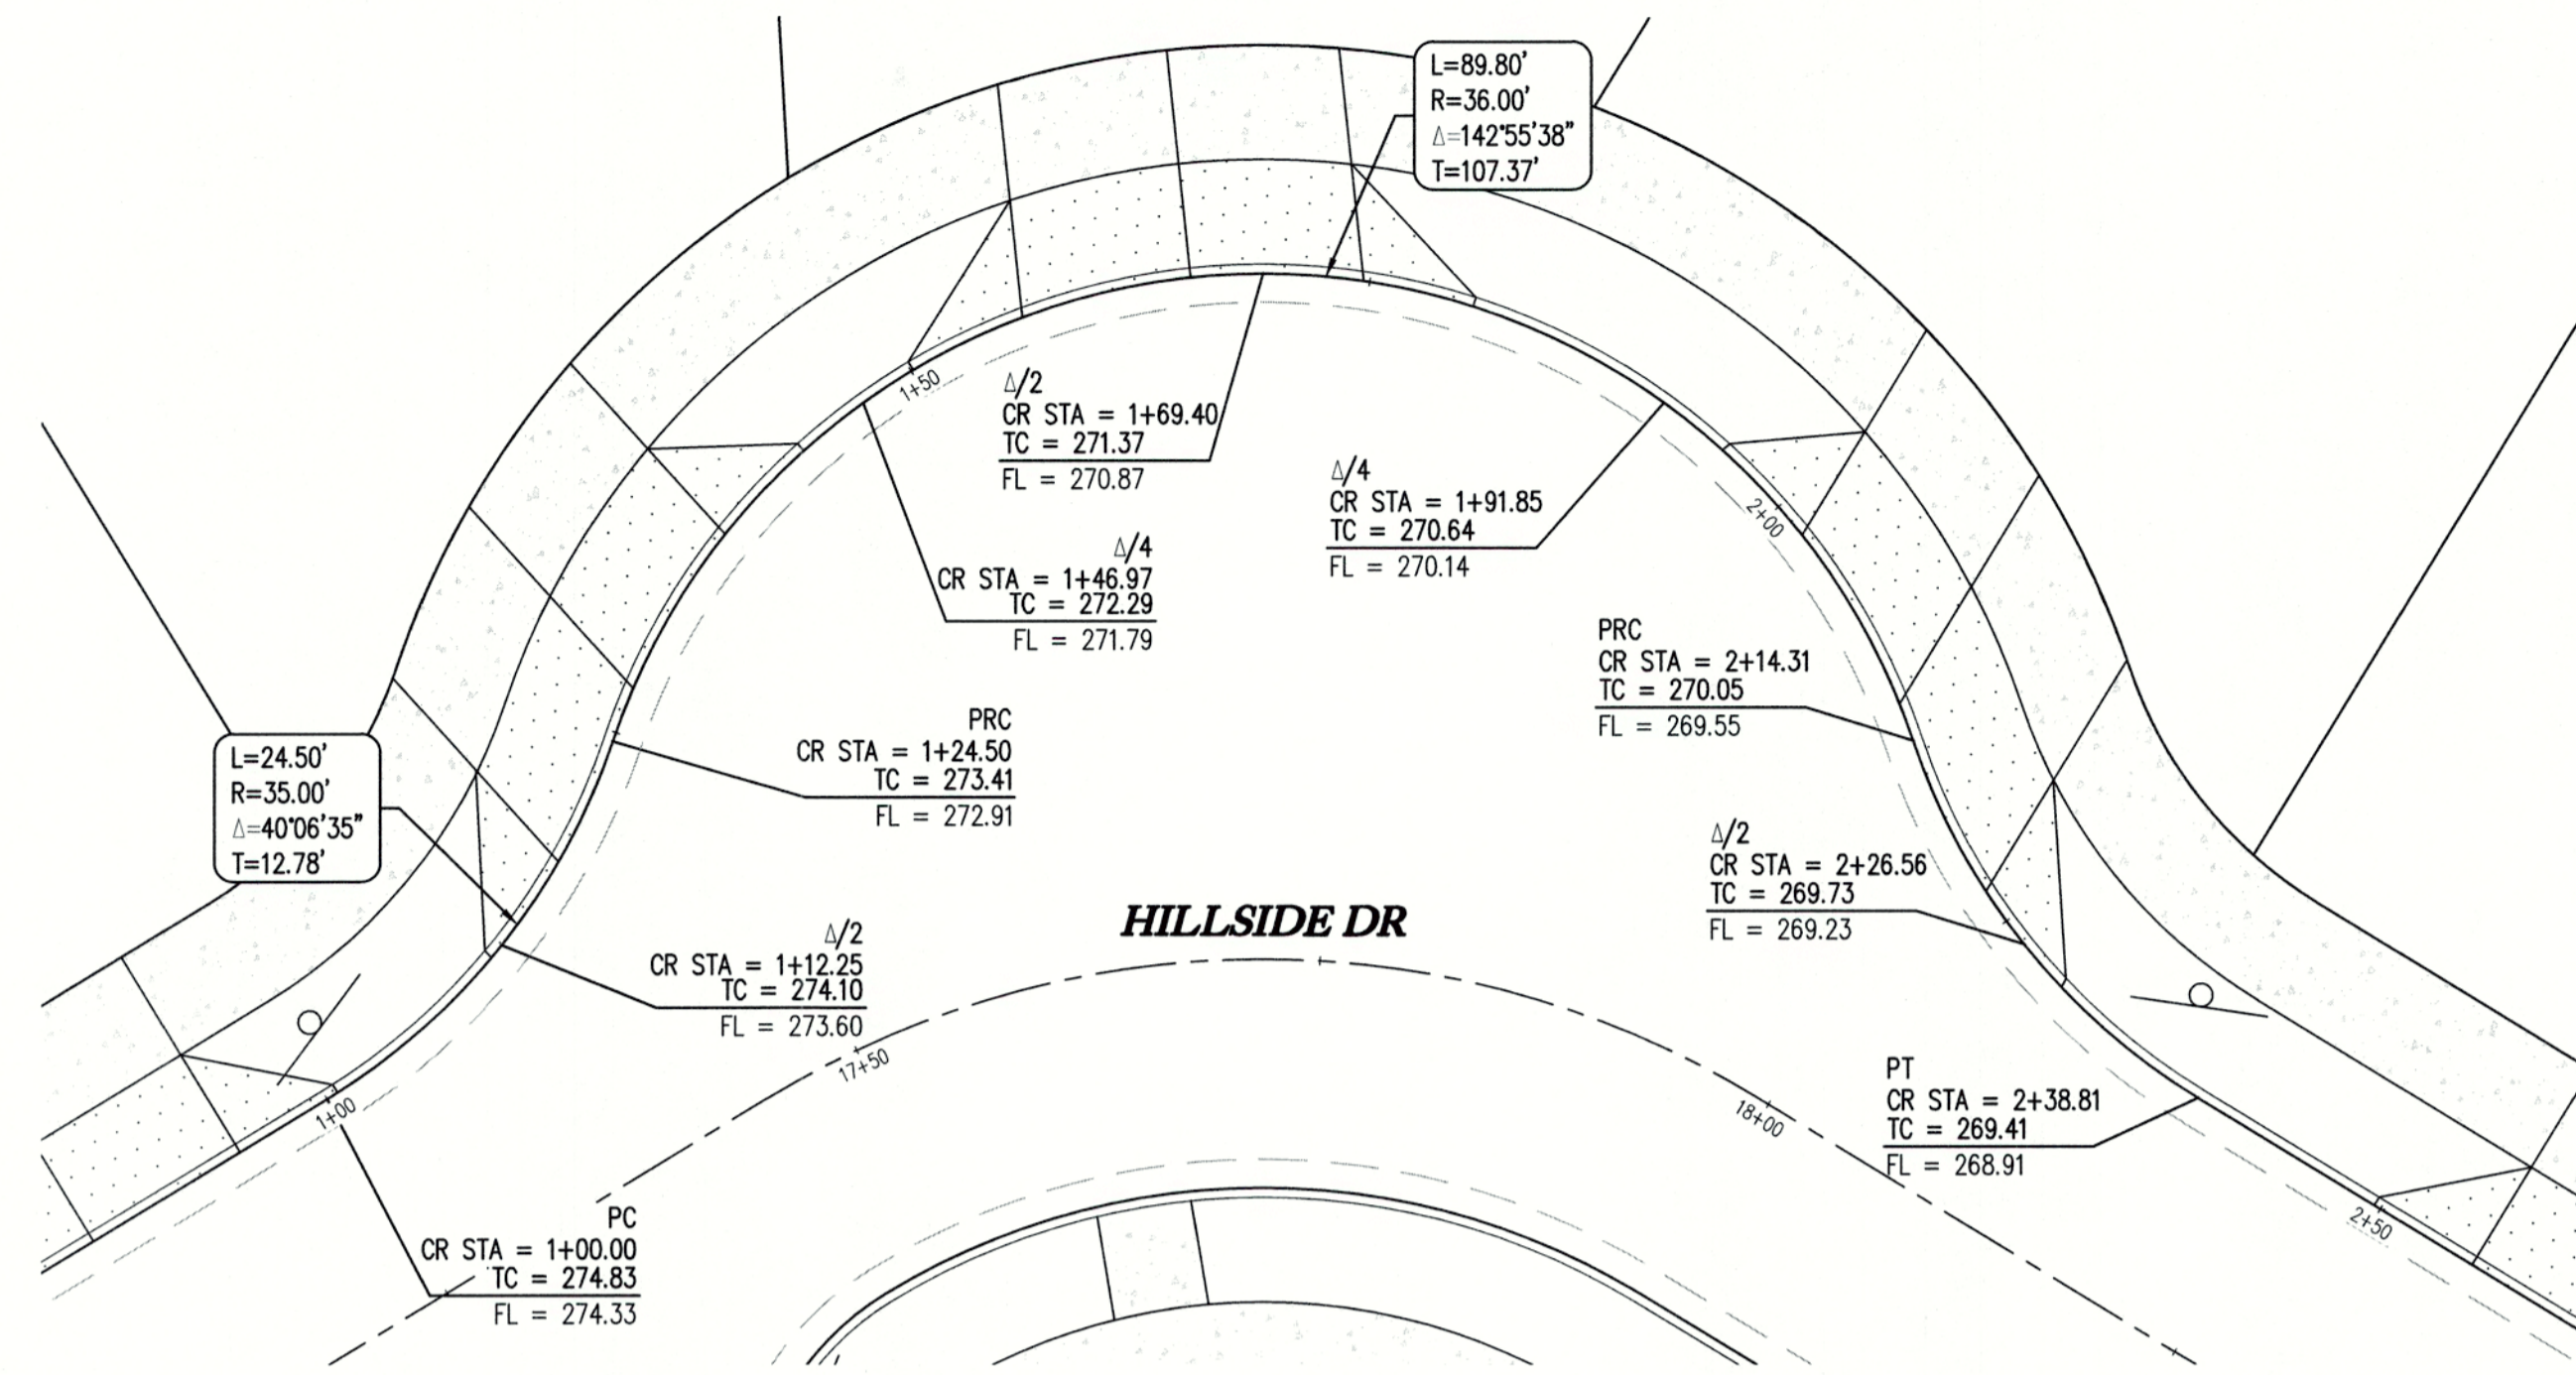 L=89.80'
R=36.00'
Δ=142°55'38"
T=107.37'
1+50
Δ/2
CR STA = 1+69.40
TC = 271.37
FL = 270.87
Δ/4
CR STA = 1+91.85
TC = 270.64
FL = 270.14
2+00
Δ/4
CR STA = 1+46.97
TC = 272.29
FL = 271.79
PRC
CR STA = 2+14.31
TC = 270.05
FL = 269.55
PRC
CR STA = 1+24.50
TC = 273.41
FL = 272.91
L=24.50'
R=35.00'
Δ=40°06'35"
T=12.78'
Δ/2
CR STA = 2+26.56
TC = 269.73
FL = 269.23
HILLSIDE DR
Δ/2
CR STA = 1+12.25
TC = 274.10
FL = 273.60
17+50
18+00
1+00
PT
CR STA = 2+38.81
TC = 269.41
FL = 268.91
2+50
PC
CR STA = 1+00.00
TC = 274.83
FL = 274.33